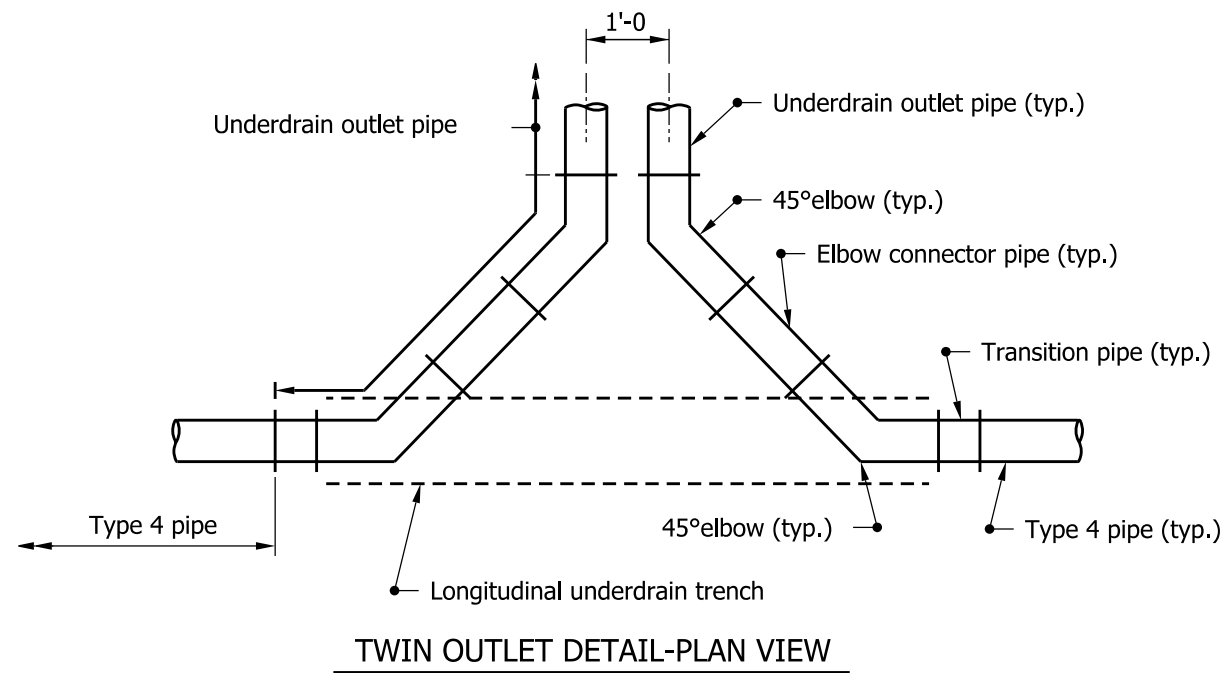 1'-0
Underdrain outlet pipe (typ.)
Underdrain outlet pipe
45°elbow (typ.)
Elbow connector pipe (typ.)
Transition pipe (typ.)
Type 4 pipe
45°elbow (typ.)
Type 4 pipe (typ.)
Longitudinal underdrain trench
TWIN OUTLET DETAIL-PLAN VIEW